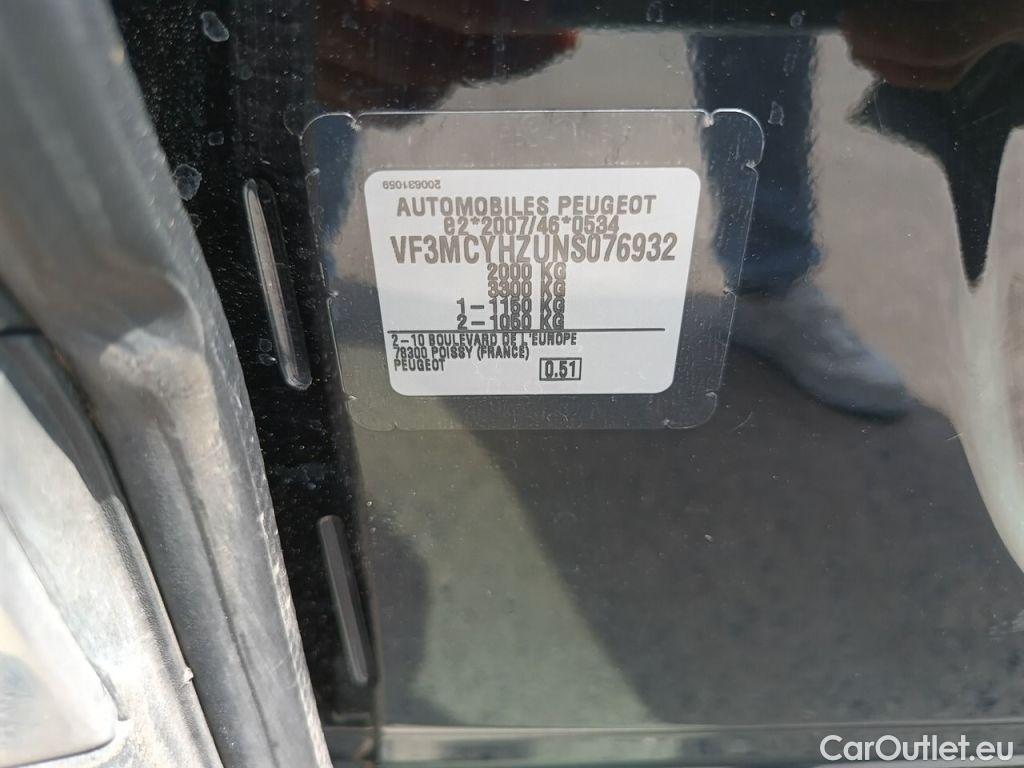 200631059
AUTOMOBILES PEUGEOT
e2*2007/46*0534
VF3MCYHZUNS076932
2000 KG
3300 KG
1-1150 KG
2-1050 KG
2-10 BOULEVARD DE L'EUROPE
78300 POISSY (FRANCE)
PEUGEOT
0.51
CarOutlet.eu